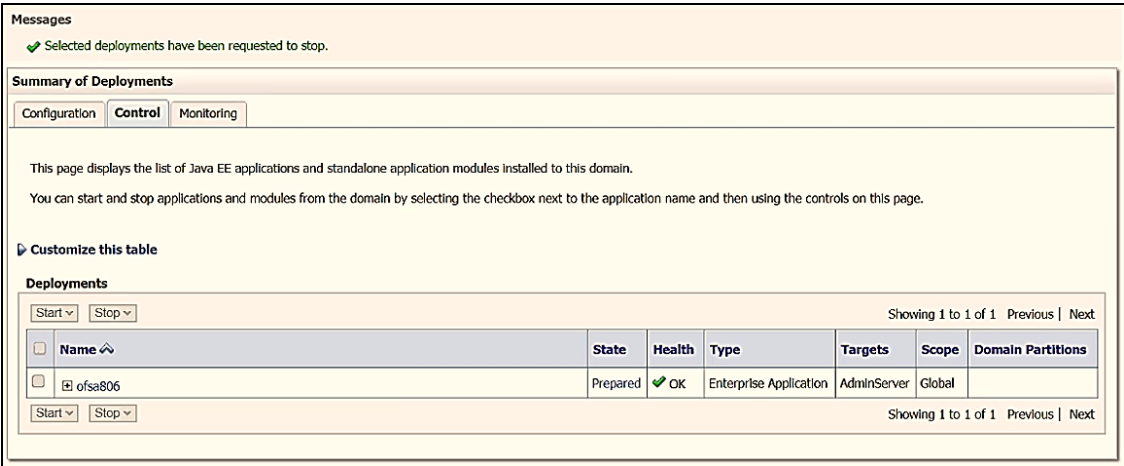 Messages
Selected deployments have been requested to stop.
Summary of Deployments
Configuration Control Monitoring
This page displays the list of Java EE applications and standalone application modules installed to this domain.
You can start and stop applications and modules from the domain by selecting the checkbox next to the application name and then using the controls on this page.
Customize this table
Deployments
Start Stop Showing 1 to 1 of 1 Previous | Next
Name State Health Type Targets Scope Domain Partitions
ofsa806 Prepared OK Enterprise Application AdminServer Global
Start Stop Showing 1 to 1 of 1 Previous | Next